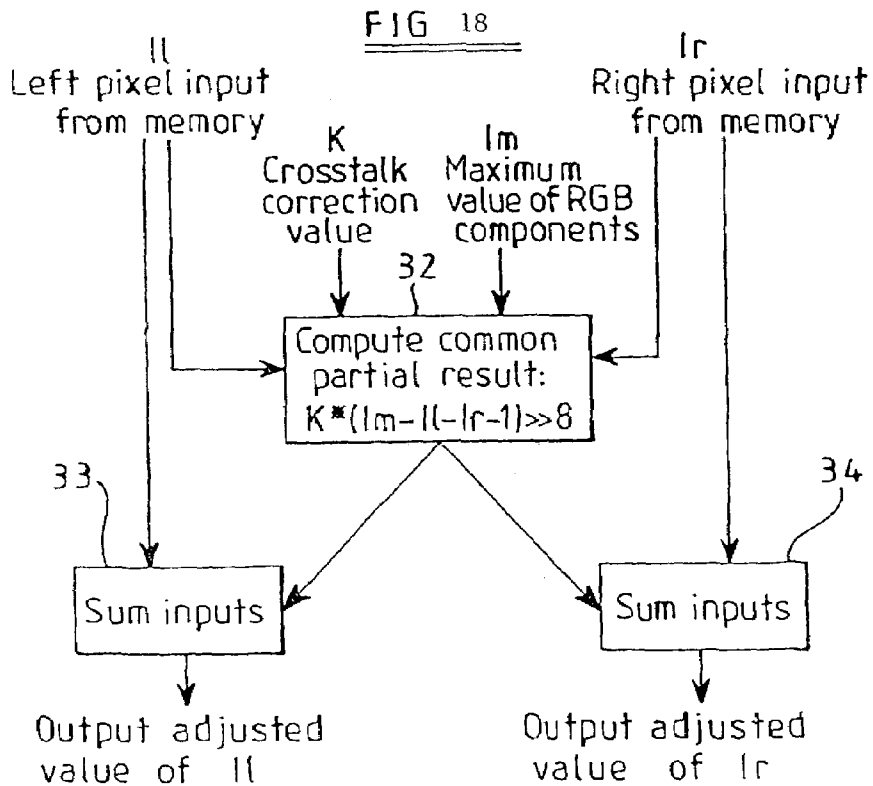 FIG 18
Il
Left pixel input
from memory
Ir
Right pixel input
from memory
K
Crosstalk
correction
value
Im
Maximum
value of RGB
components
32
Compute common
partial result:
K*(Im-Il-Ir-1)>>8
33
Sum inputs
34
Sum inputs
Output adjusted
value of Il
Output adjusted
value of Ir